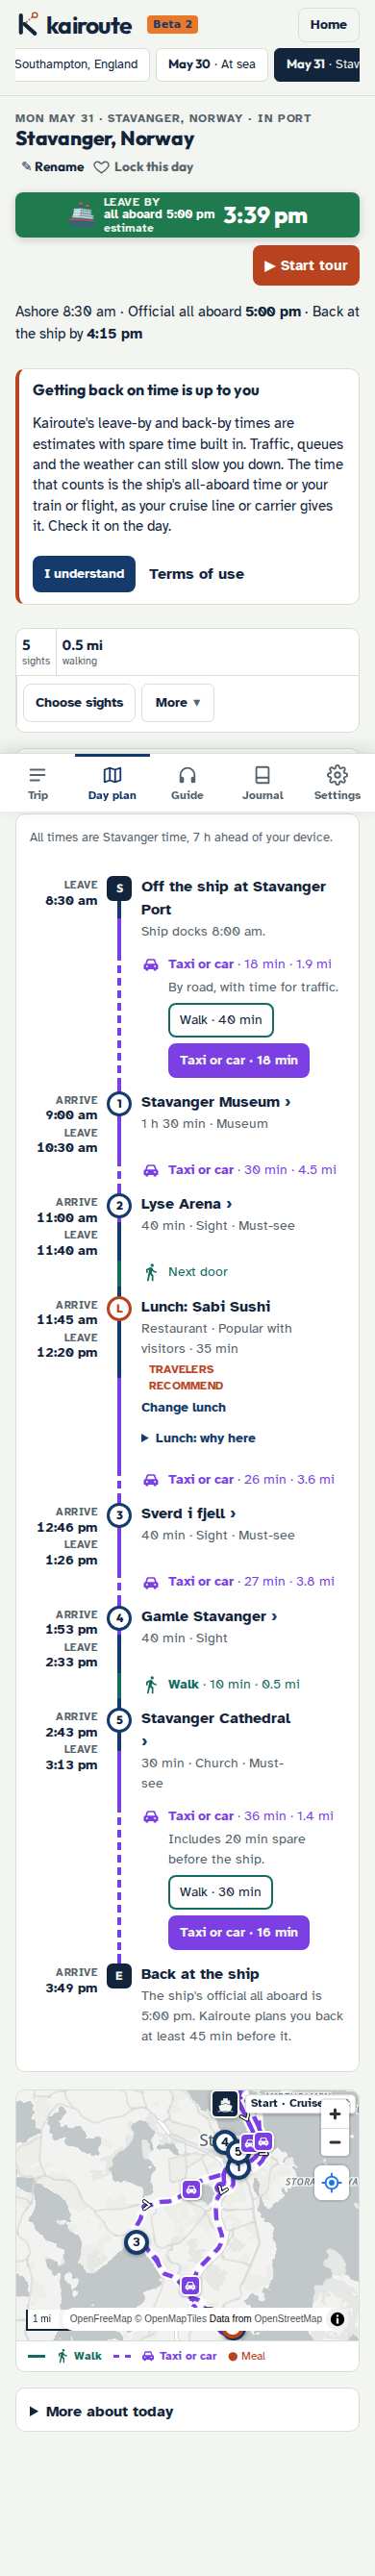 kairoute
Beta 2
Home
Southampton, England
May 30 · At sea
May 31 · Stav
MON MAY 31 · STAVANGER, NORWAY · IN PORT
Stavanger, Norway
✎ Rename
Lock this day
LEAVE BY
all aboard 5:00 pm
estimate
3:39 pm
▶ Start tour
Ashore 8:30 am · Official all aboard 5:00 pm · Back at
the ship by 4:15 pm
Getting back on time is up to you
Kairoute's leave-by and back-by times are
estimates with spare time built in. Traffic, queues
and the weather can still slow you down. The time
that counts is the ship's all-aboard time or your
train or flight, as your cruise line or carrier gives
it. Check it on the day.
I understand
Terms of use
5
sights
0.5 mi
walking
Choose sights
More ▼
Trip
Day plan
Guide
Journal
Settings
All times are Stavanger time, 7 h ahead of your device.
LEAVE
8:30 am
S
Off the ship at Stavanger
Port
Ship docks 8:00 am.
Taxi or car · 18 min · 1.9 mi
By road, with time for traffic.
Walk · 40 min
Taxi or car · 18 min
ARRIVE
9:00 am
LEAVE
10:30 am
1
Stavanger Museum ›
1 h 30 min · Museum
Taxi or car · 30 min · 4.5 mi
ARRIVE
11:00 am
LEAVE
11:40 am
2
Lyse Arena ›
40 min · Sight · Must-see
Next door
ARRIVE
11:45 am
LEAVE
12:20 pm
L
Lunch: Sabi Sushi
Restaurant · Popular with
visitors · 35 min
TRAVELERS
RECOMMEND
Change lunch
▶ Lunch: why here
Taxi or car · 26 min · 3.6 mi
ARRIVE
12:46 pm
LEAVE
1:26 pm
3
Sverd i fjell ›
40 min · Sight · Must-see
Taxi or car · 27 min · 3.8 mi
ARRIVE
1:53 pm
LEAVE
2:33 pm
4
Gamle Stavanger ›
40 min · Sight
Walk · 10 min · 0.5 mi
ARRIVE
2:43 pm
LEAVE
3:13 pm
5
Stavanger Cathedral
›
30 min · Church · Must-
see
Taxi or car · 36 min · 1.4 mi
Includes 20 min spare
before the ship.
Walk · 30 min
Taxi or car · 16 min
ARRIVE
3:49 pm
E
Back at the ship
The ship's official all aboard is
5:00 pm. Kairoute plans you back
at least 45 min before it.
Start · Cruise
+
−
St
4
5
1
STORA
3
1 mi
OpenFreeMap © OpenMapTiles Data from OpenStreetMap
Walk
Taxi or car
Meal
▶ More about today